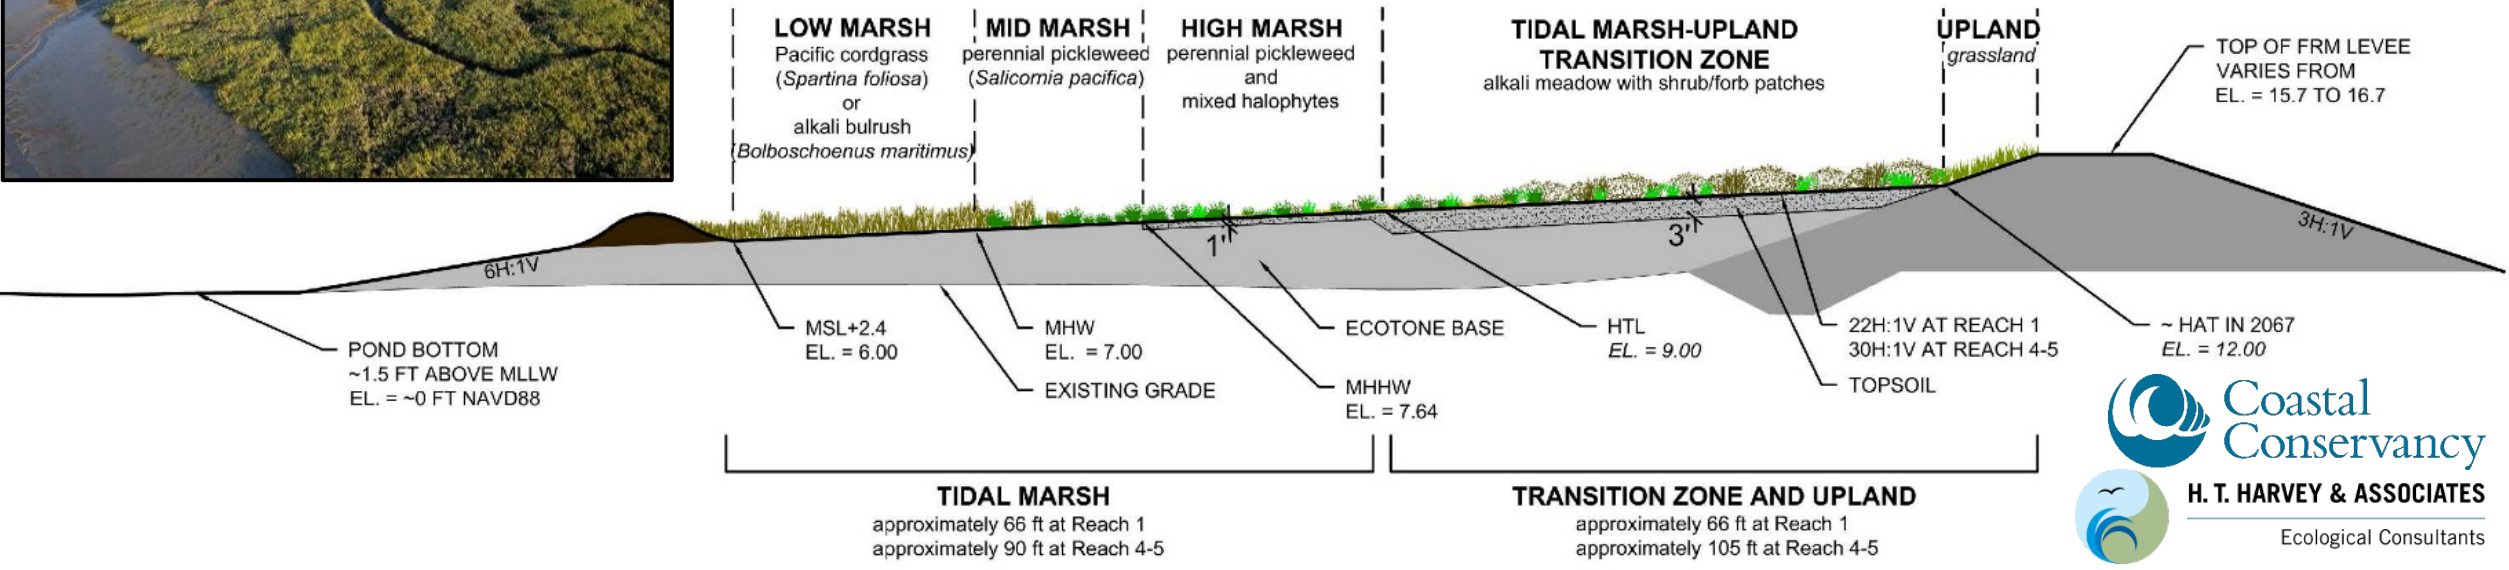 LOW MARSH
Pacific cordgrass
(Spartina foliosa)
or
alkali bulrush
(Bolboschoenus maritimus)
MID MARSH
perennial pickleweed
(Salicornia pacifica)
HIGH MARSH
perennial pickleweed
and
mixed halophytes
TIDAL MARSH-UPLAND
TRANSITION ZONE
alkali meadow with shrub/forb patches
UPLAND
grassland
TOP OF FRM LEVEE
VARIES FROM
EL. = 15.7 TO 16.7
6H:1V
1'
3'
3H:1V
POND BOTTOM
~1.5 FT ABOVE MLLW
EL. = ~0 FT NAVD88
MSL+2.4
EL. = 6.00
MHW
EL. = 7.00
EXISTING GRADE
ECOTONE BASE
MHHW
EL. = 7.64
HTL
EL. = 9.00
22H:1V AT REACH 1
30H:1V AT REACH 4-5
TOPSOIL
~ HAT IN 2067
EL. = 12.00
TIDAL MARSH
approximately 66 ft at Reach 1
approximately 90 ft at Reach 4-5
TRANSITION ZONE AND UPLAND
approximately 66 ft at Reach 1
approximately 105 ft at Reach 4-5
Coastal
Conservancy
H. T. HARVEY & ASSOCIATES
Ecological Consultants